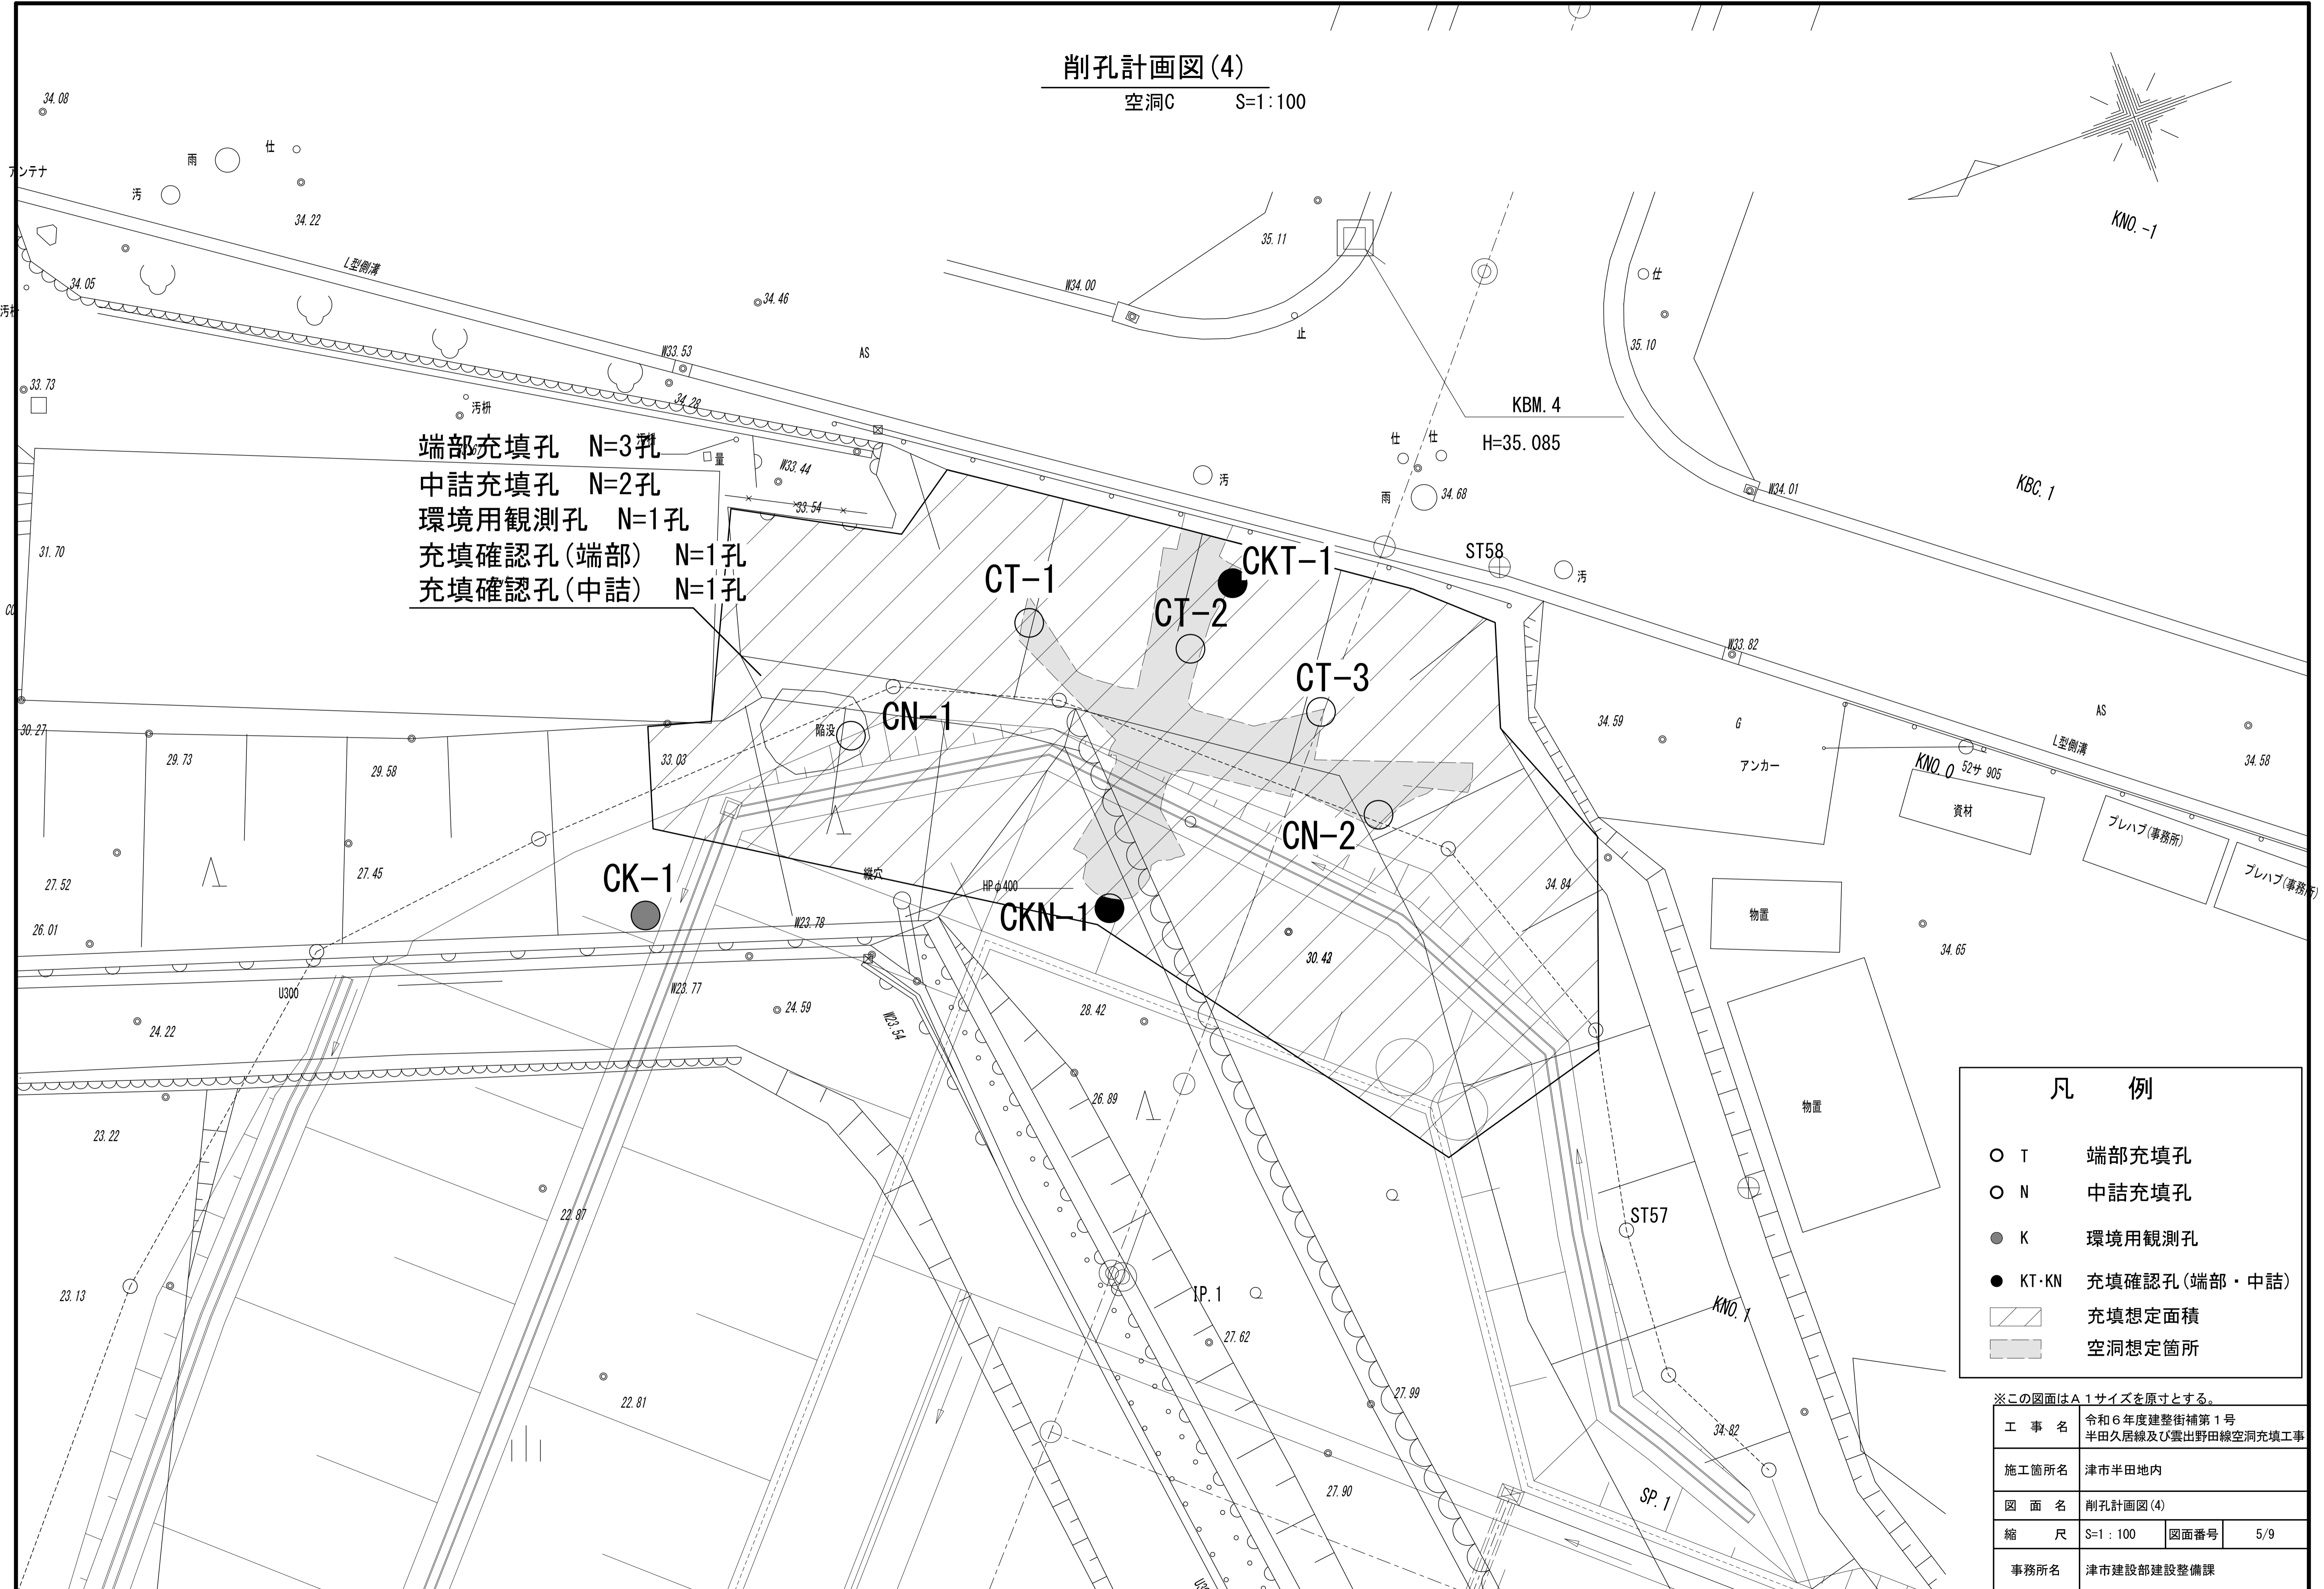 削孔計画図(4)
空洞C S=1:100
34.08
アンテナ
雨
仕
汚
34.22
L型側溝
34.05
汚枡
34.46
W33.53
AS
34.28
33.73
汚枡
35.11
W34.00
止
仕
35.10
KNO.-1
KBM.4
H=35.085
KBC.1
W34.01
仕
仕
雨
34.68
汚
ST58
汚
端部充填孔 N=3孔
中詰充填孔 N=2孔
環境用観測孔 N=1孔
充填確認孔(端部) N=1孔
充填確認孔(中詰) N=1孔
量
W33.44
33.54
31.70
CO
CT-1
CKT-1
CT-2
CT-3
CN-1
陥没
CN-2
CK-1
CKN-1
縦穴
HPφ400
W33.82
34.59
G
アンカー
AS
L型側溝
34.58
KNO.0
52サ 905
資材
プレハブ(事務所)
プレハブ(事務所)
物置
34.65
34.84
物置
30.27
29.73
29.58
33.03
27.52
27.45
26.01
W23.78
U300
W23.77
24.22
24.59
W23.54
28.42
26.89
23.22
22.87
23.13
22.81
IP.1
27.62
27.99
27.90
ST57
KNO.1
34.82
SP.1
凡 例
T 端部充填孔
N 中詰充填孔
K 環境用観測孔
KT・KN 充填確認孔(端部・中詰)
充填想定面積
空洞想定箇所
※この図面はA1サイズを原寸とする。
工事名 令和6年度建整街補第1号
半田久居線及び雲出野田線空洞充填工事
施工箇所名 津市半田地内
図面名 削孔計画図(4)
縮尺 S=1:100 図面番号 5/9
事務所名 津市建設部建設整備課